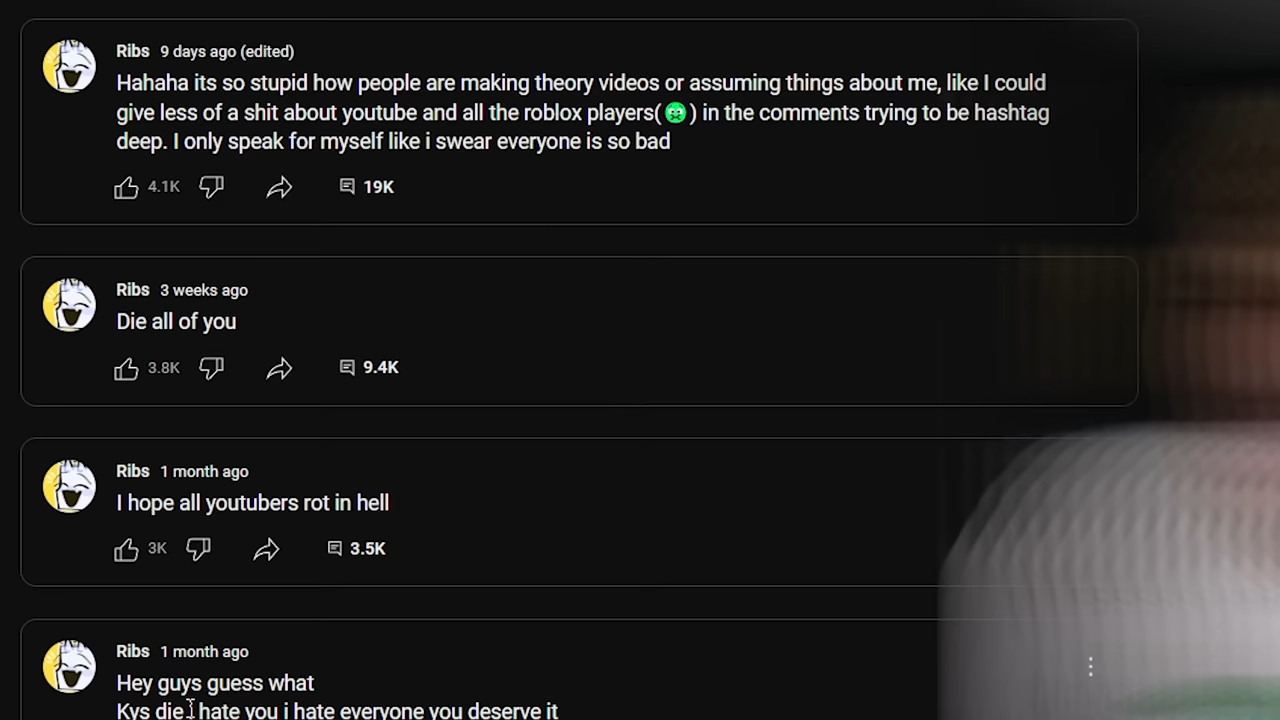 Ribs 9 days ago (edited)
Hahaha its so stupid how people are making theory videos or assuming things about me, like I could
give less of a shit about youtube and all the roblox players(🤢) in the comments trying to be hashtag
deep. I only speak for myself like i swear everyone is so bad
4.1K 19K
Ribs 3 weeks ago
Die all of you
3.8K 9.4K
Ribs 1 month ago
I hope all youtubers rot in hell
3K 3.5K
Ribs 1 month ago
Hey guys guess what
Kys die i hate you i hate everyone you deserve it